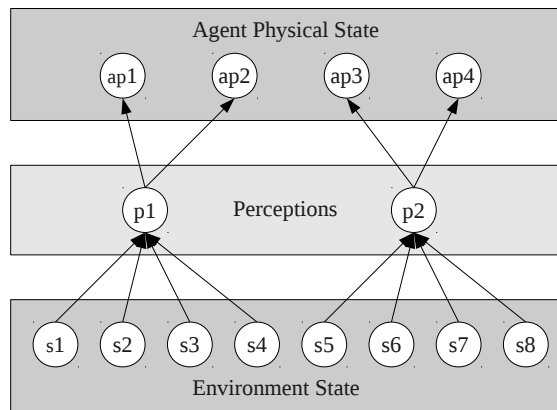 Agent Physical State
ap1 ap2 ap3 ap4
p1 Perceptions p2
s1 s2 s3 s4 s5 s6 s7 s8
Environment State